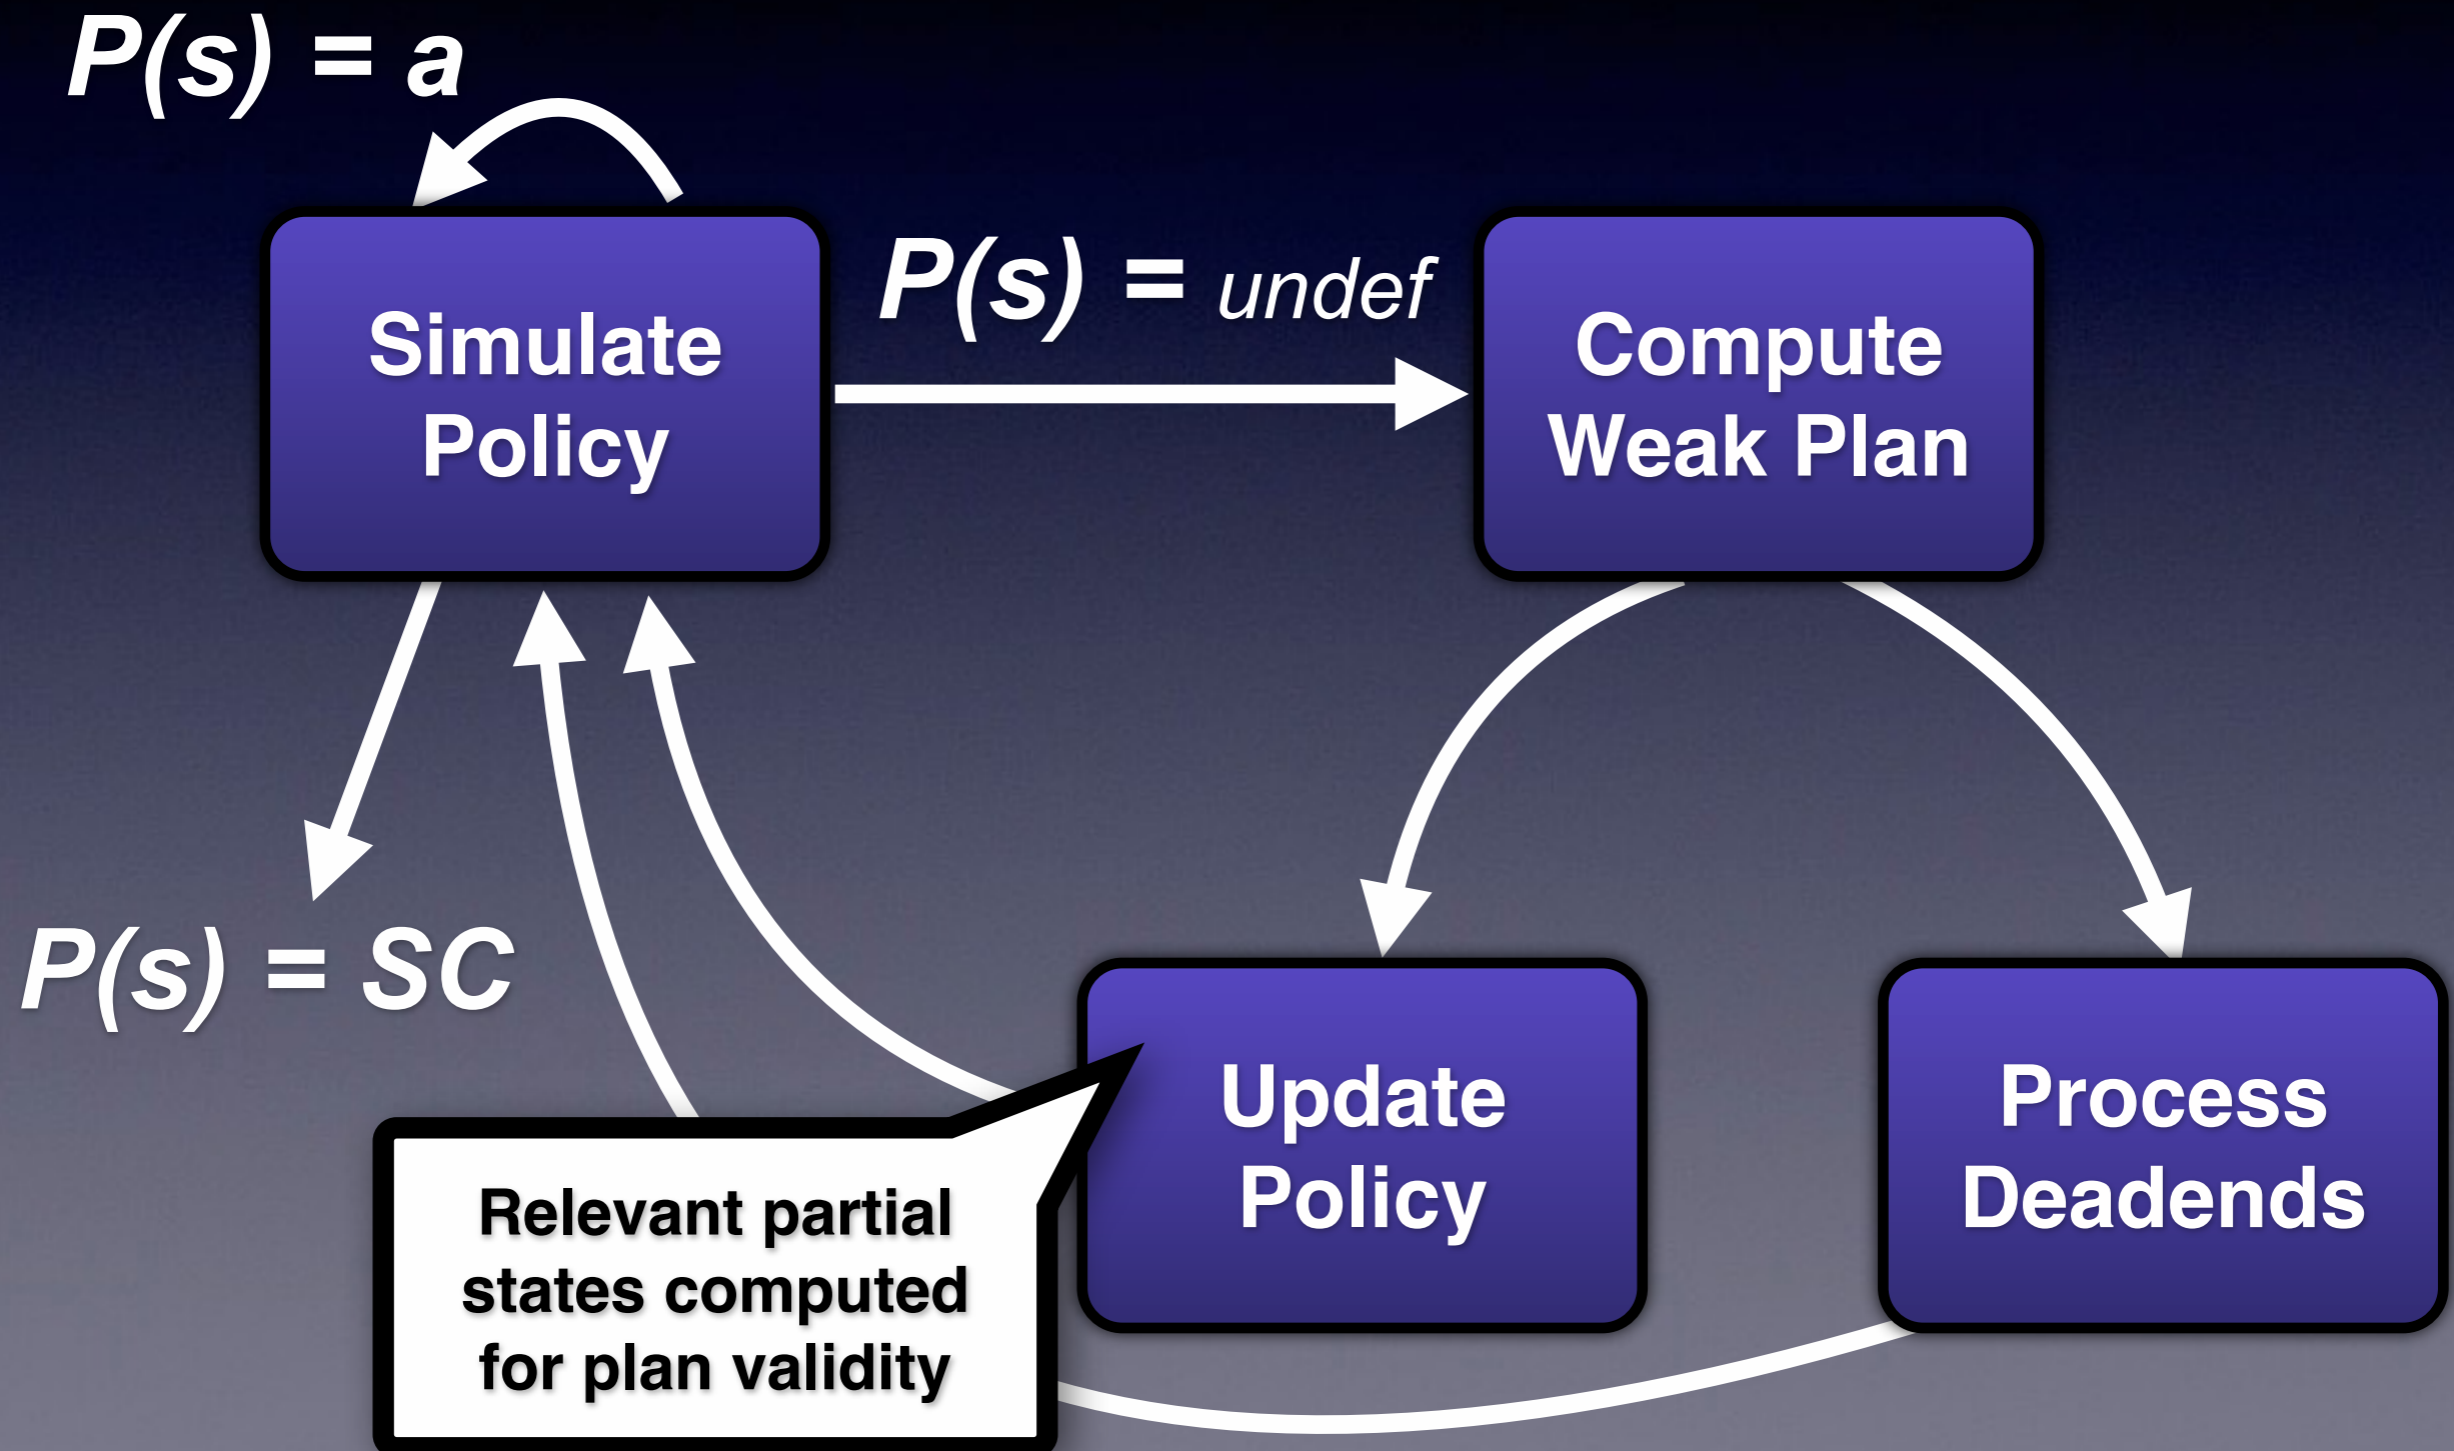 P(s) = a
Simulate
Policy
P(s) = undef
Compute
Weak Plan
P(s) = SC
Update
Policy
Process
Deadends
Relevant partial
states computed
for plan validity